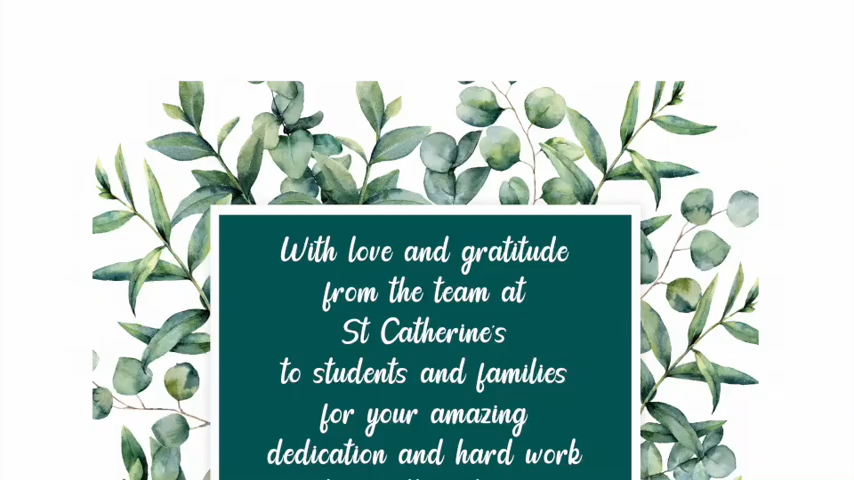 With love and gratitude
from the team at
St Catherine's
to students and families
for your amazing
dedication and hard work